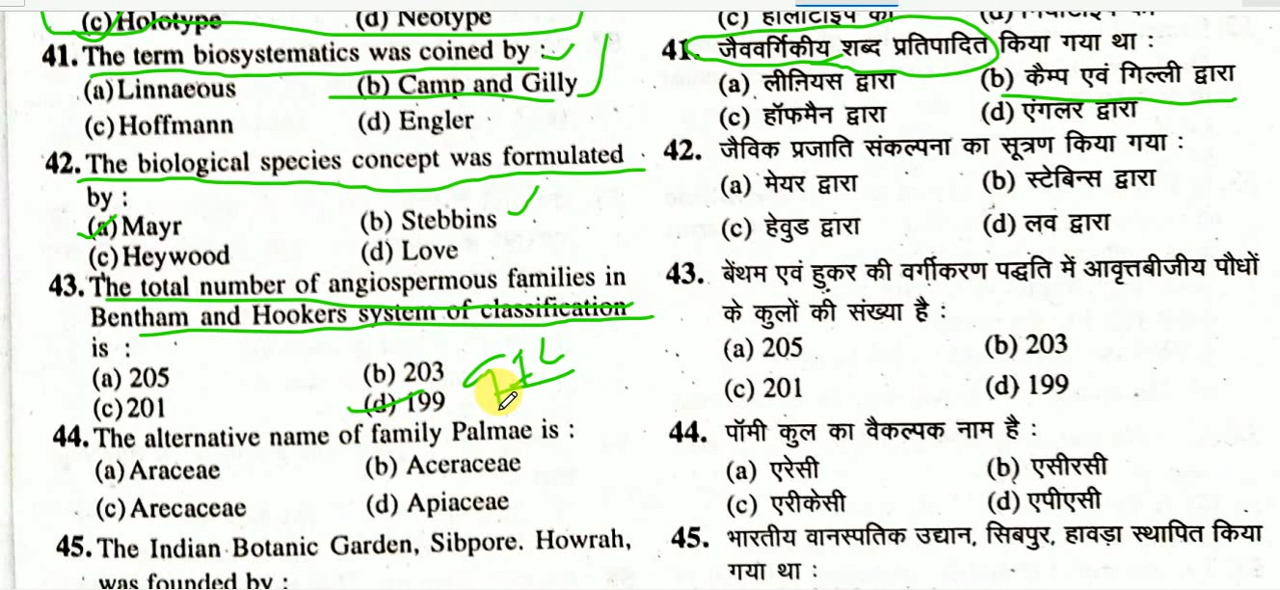 (c) Holotype (d) Neotype
41. The term biosystematics was coined by :
(a) Linnaeous (b) Camp and Gilly
(c) Hoffmann (d) Engler
42. The biological species concept was formulated
by :
(a) Mayr (b) Stebbins
(c) Heywood (d) Love
43. The total number of angiospermous families in
Bentham and Hookers system of classification
is :
(a) 205 (b) 203
(c) 201 (d) 199
44. The alternative name of family Palmae is :
(a) Araceae (b) Aceraceae
(c) Arecaceae (d) Apiaceae
45. The Indian Botanic Garden, Sibpore. Howrah,
was founded by :
(c) हालोटाइप का (d)
41. जैववर्गिकीय शब्द प्रतिपादित किया गया था :
(a) लीनियस द्वारा (b) कैम्प एवं गिल्ली द्वारा
(c) हॉफमैन द्वारा (d) एंगलर द्वारा
42. जैविक प्रजाति संकल्पना का सूत्रण किया गया :
(a) मेयर द्वारा (b) स्टेबिन्स द्वारा
(c) हेवुड द्वारा (d) लव द्वारा
43. बेंथम एवं हुकर की वर्गीकरण पद्धति में आवृत्तबीजीय पौधों
के कुलों की संख्या है :
(a) 205 (b) 203
(c) 201 (d) 199
44. पॉमी कुल का वैकल्पक नाम है :
(a) एरेसी (b) एसीरसी
(c) एरीकेसी (d) एपीएसी
45. भारतीय वानस्पतिक उद्यान, सिबपुर, हावड़ा स्थापित किया
गया था :